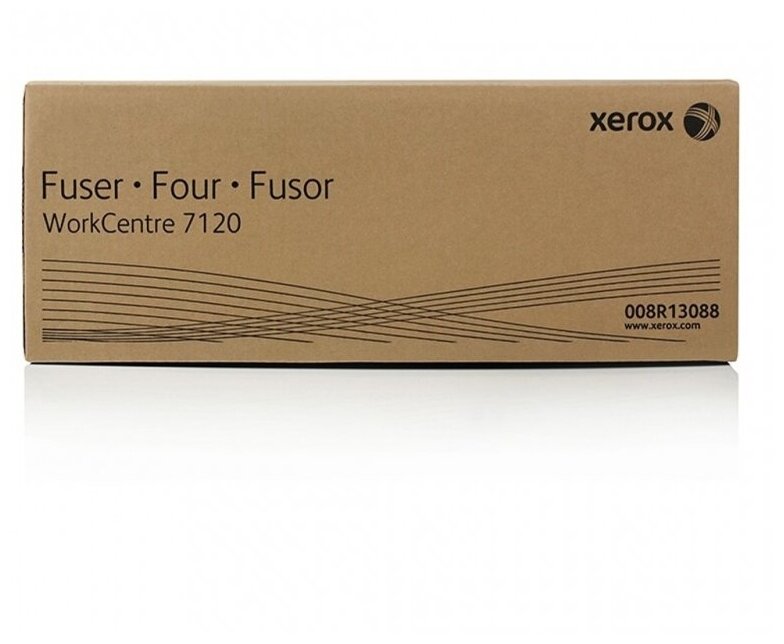 xerox
Fuser • Four • Fusor
WorkCentre 7120
008R13088
www.xerox.com